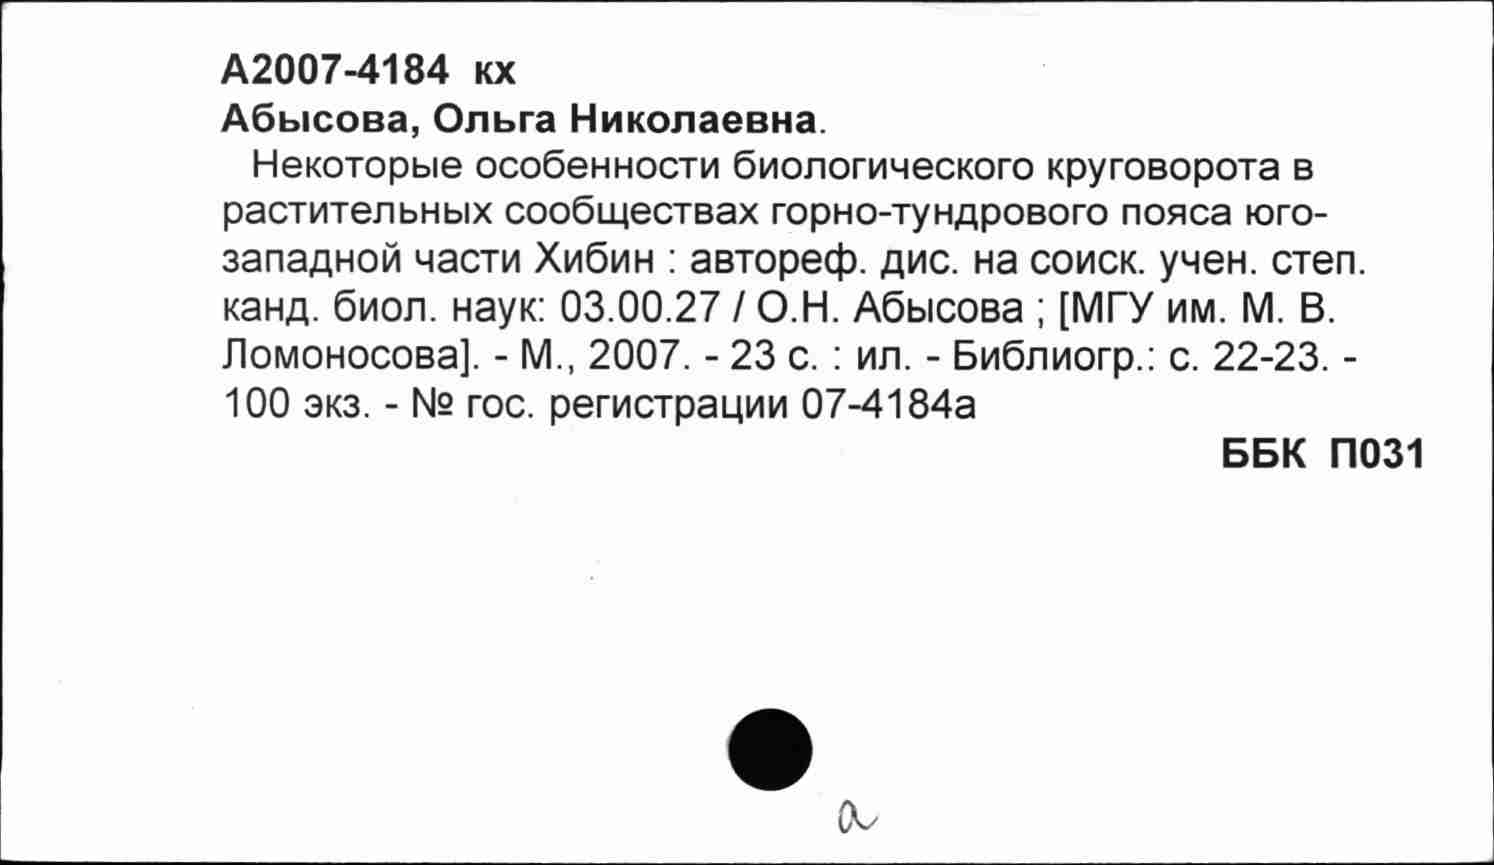 А2007-4184 кх
Абысова, Ольга Николаевна.
Некоторые особенности биологического круговорота в
растительных сообществах горно-тундрового пояса юго-
западной части Хибин : автореф. дис. на соиск. учен. степ.
канд. биол. наук: 03.00.27 / О.Н. Абысова ; [МГУ им. М. В.
Ломоносова]. - М., 2007. - 23 с. : ил. - Библиогр.: с. 22-23. -
100 экз. - № гос. регистрации 07-4184а
ББК П031
а